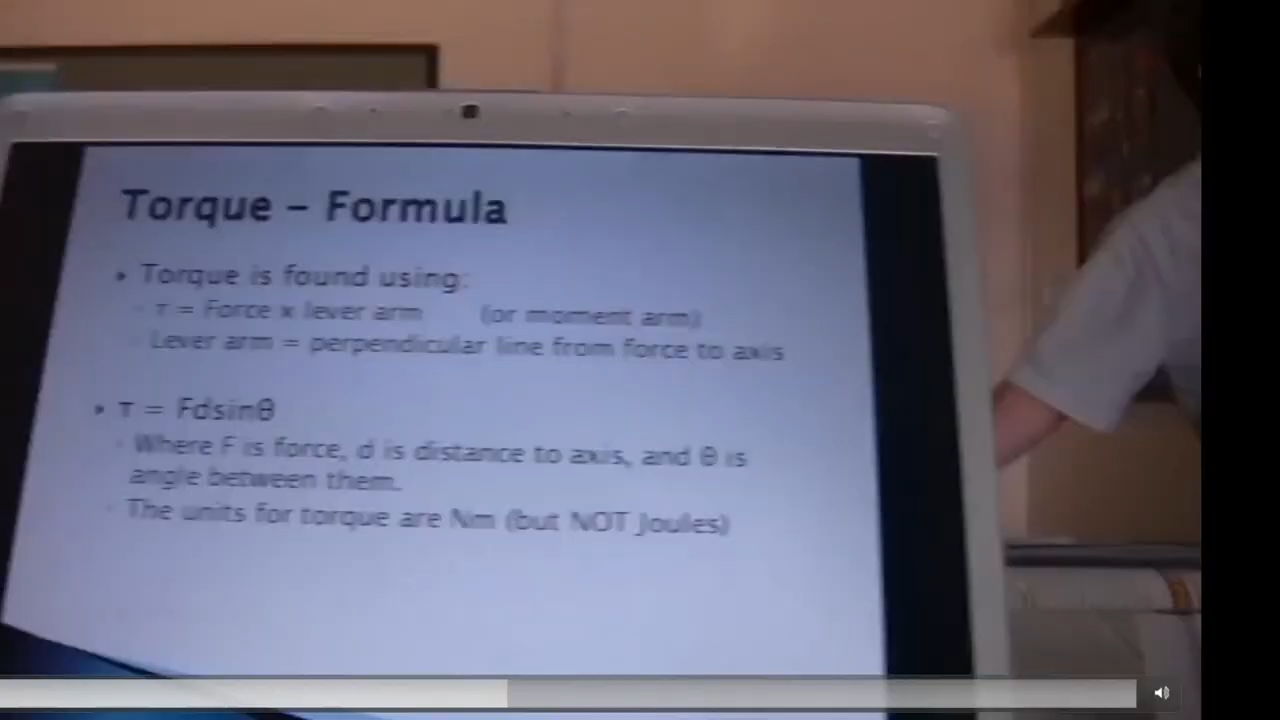 Torque – Formula
Torque is found using:
τ = Force x lever arm (or moment arm)
Lever arm = perpendicular line from force to axis
τ = Fdsinθ
Where F is force, d is distance to axis, and θ is
angle between them.
The units for torque are Nm (but NOT Joules)